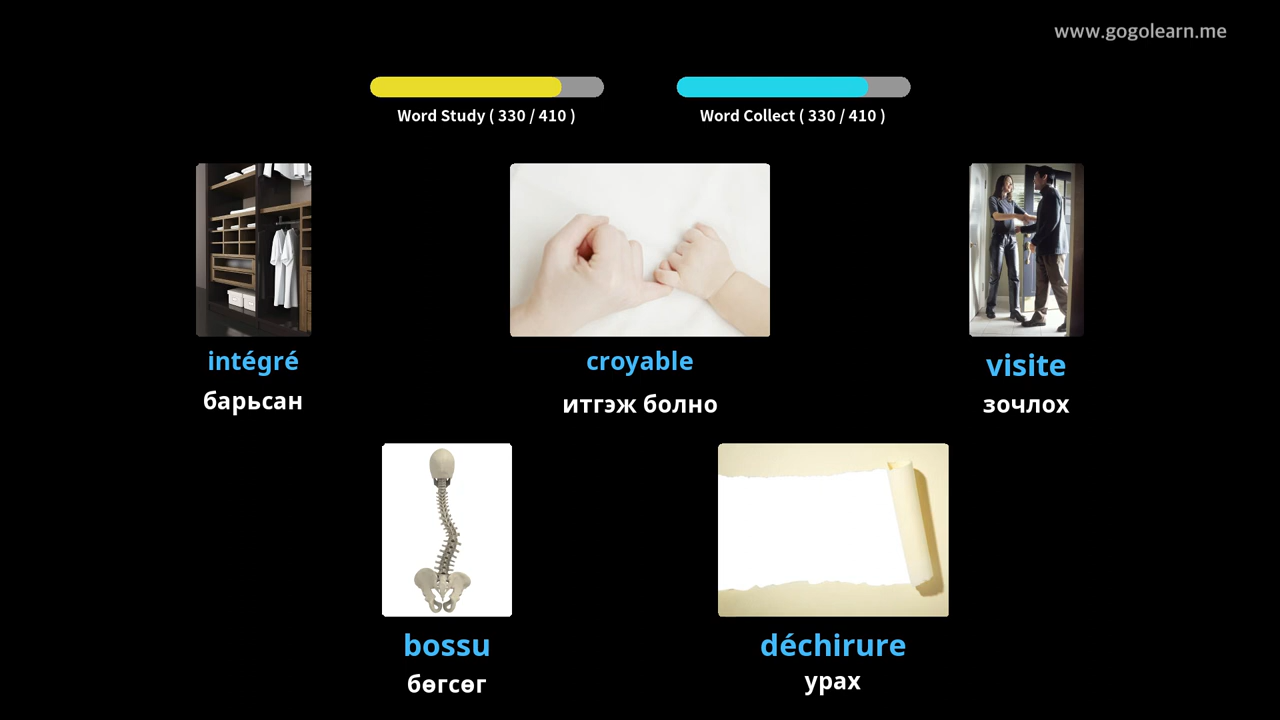 www.gogolearn.me
Word Study ( 330 / 410 )
Word Collect ( 330 / 410 )
intégré
барьсан
croyable
итгэж болно
visite
зочлох
bossu
бөгсөг
déchirure
урах